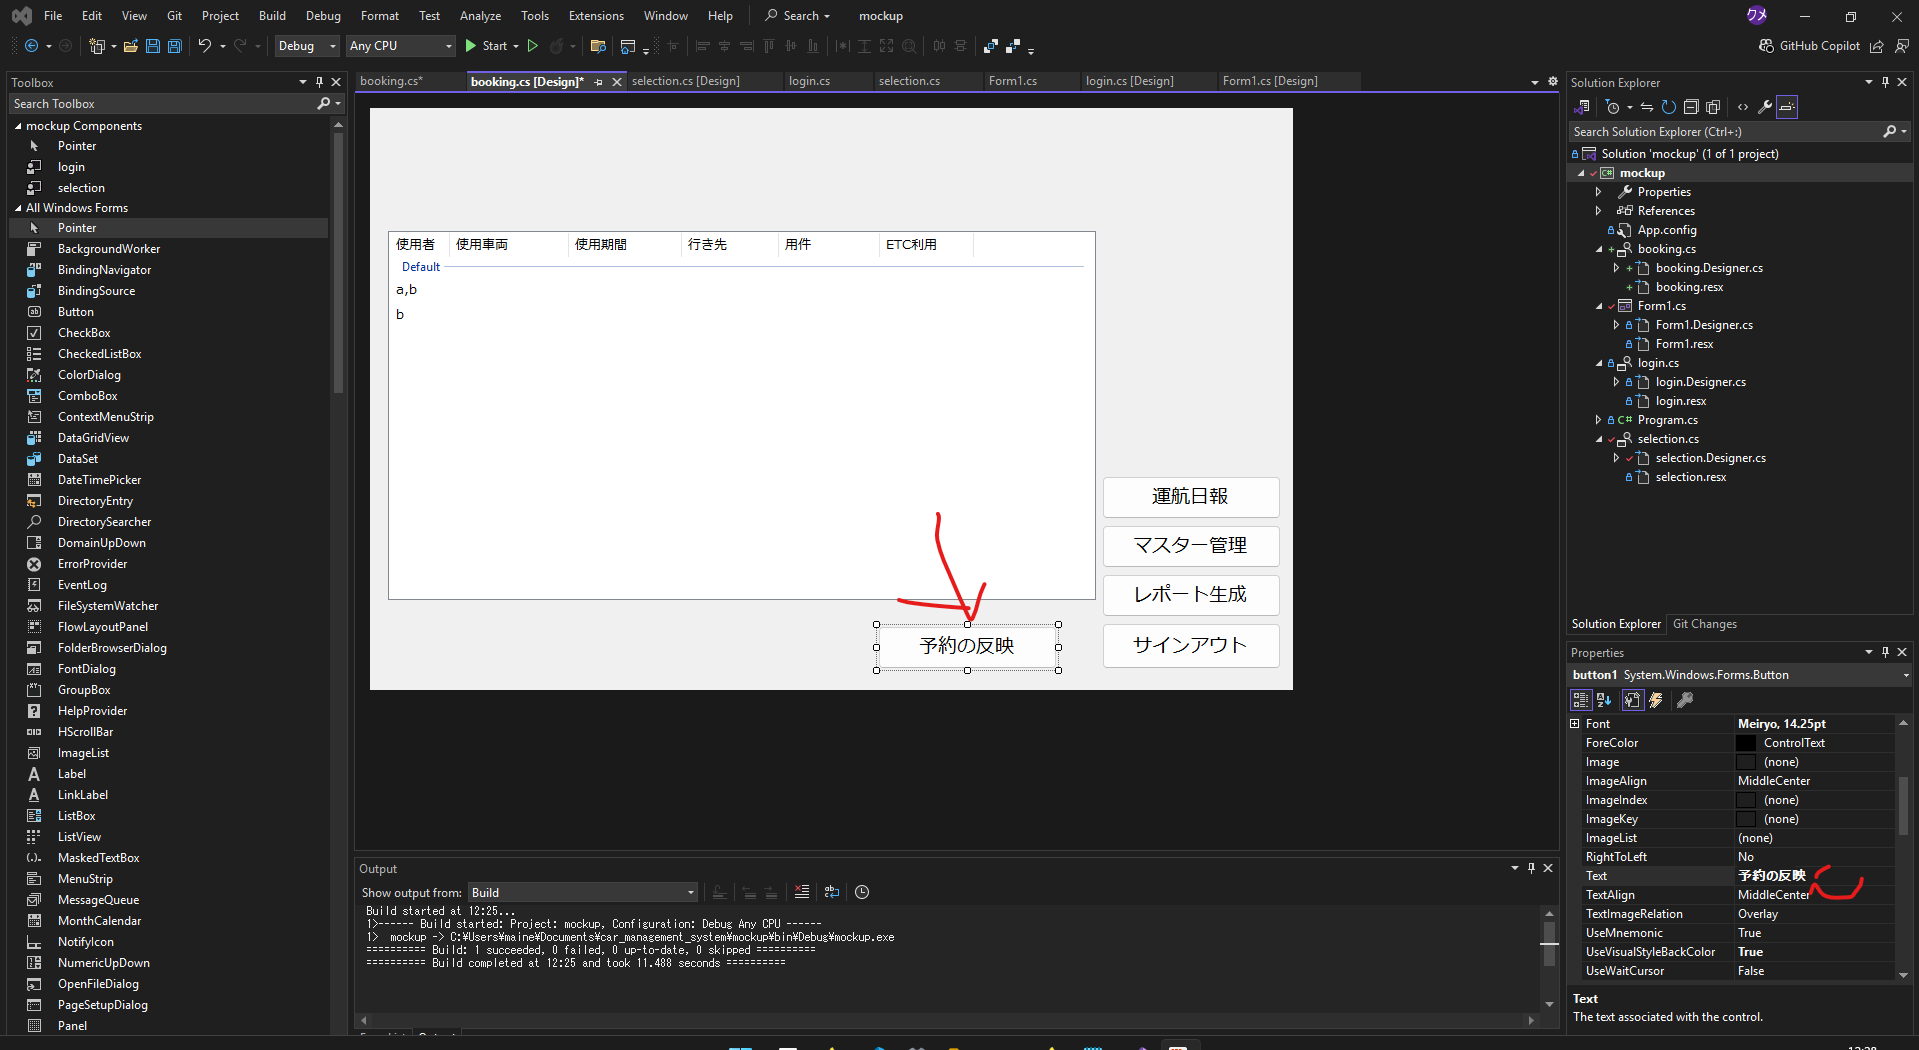 File Edit View Git Project Build Debug Format Test Analyze Tools Extensions Window Help Search mockup クメ
Debug Any CPU Start GitHub Copilot
Toolbox
Search Toolbox
mockup Components
Pointer
login
selection
All Windows Forms
Pointer
BackgroundWorker
BindingNavigator
BindingSource
Button
CheckBox
CheckedListBox
ColorDialog
ComboBox
ContextMenuStrip
DataGridView
DataSet
DateTimePicker
DirectoryEntry
DirectorySearcher
DomainUpDown
ErrorProvider
EventLog
FileSystemWatcher
FlowLayoutPanel
FolderBrowserDialog
FontDialog
GroupBox
HelpProvider
HScrollBar
ImageList
Label
LinkLabel
ListBox
ListView
MaskedTextBox
MenuStrip
MessageQueue
MonthCalendar
NotifyIcon
NumericUpDown
OpenFileDialog
PageSetupDialog
Panel
booking.cs* booking.cs [Design]* selection.cs [Design] login.cs selection.cs Form1.cs login.cs [Design] Form1.cs [Design]
使用者 使用車両 使用期間 行き先 用件 ETC利用
Default
a,b
b
運航日報
マスター管理
レポート生成
予約の反映 サインアウト
Output
Show output from: Build
Build started at 12:25...
1>------ Build started: Project: mockup, Configuration: Debug Any CPU ------
1> mockup -> C:¥Users¥maine¥Documents¥car_management_system¥mockup¥bin¥Debug¥mockup.exe
========== Build: 1 succeeded, 0 failed, 0 up-to-date, 0 skipped ==========
========== Build completed at 12:25 and took 11.488 seconds ==========
Solution Explorer
Search Solution Explorer (Ctrl+:)
Solution 'mockup' (1 of 1 project)
mockup
Properties
References
App.config
booking.cs
booking.Designer.cs
booking.resx
Form1.cs
Form1.Designer.cs
Form1.resx
login.cs
login.Designer.cs
login.resx
C# Program.cs
selection.cs
selection.Designer.cs
selection.resx
Solution Explorer Git Changes
Properties
button1 System.Windows.Forms.Button
Font Meiryo, 14.25pt
ForeColor ControlText
Image (none)
ImageAlign MiddleCenter
ImageIndex (none)
ImageKey (none)
ImageList (none)
RightToLeft No
Text 予約の反映
TextAlign MiddleCenter
TextImageRelation Overlay
UseMnemonic True
UseVisualStyleBackColor True
UseWaitCursor False
Text
The text associated with the control.